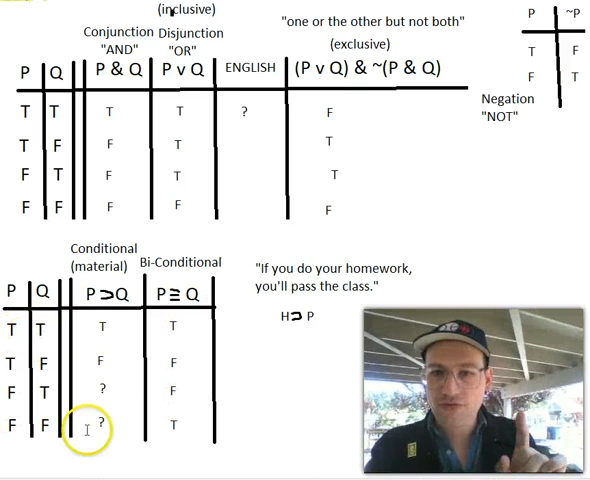 (inclusive)
"one or the other but not both"
Conjunction Disjunction
"AND" "OR" (exclusive)
P Q P & Q P v Q ENGLISH (P v Q) & ~(P & Q)
T T T T ? F
T F F T T
F T F T T
F F F F F
P ~P
T F
F T
Negation
"NOT"
Conditional
(material) Bi-Conditional
P Q P ⊃ Q P ≡ Q
T T T T
T F F F
F T ? F
F F ? T
"If you do your homework,
you'll pass the class."
H ⊃ P